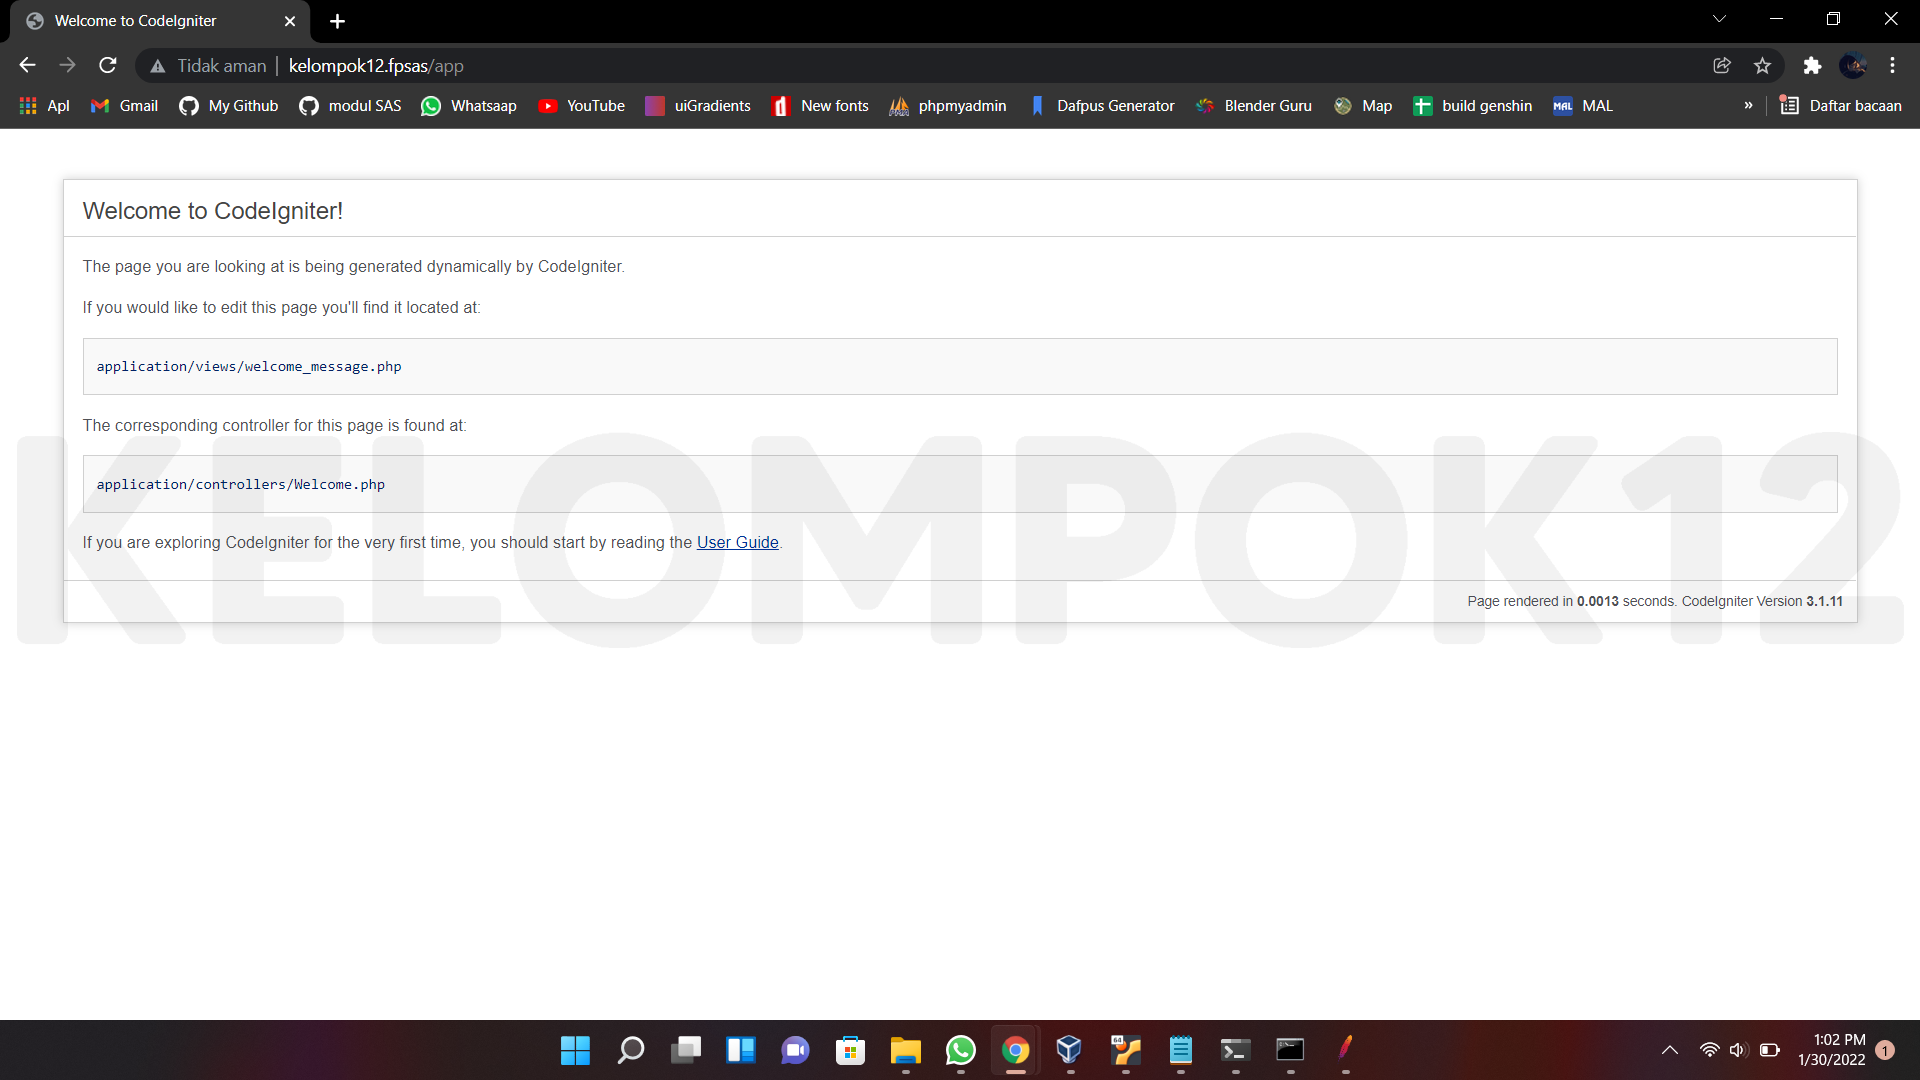 Welcome to CodeIgniter
Tidak aman | kelompok12.fpsas/app
Apl Gmail My Github modul SAS Whatsaap YouTube uiGradients New fonts phpmyadmin Dafpus Generator Blender Guru Map build genshin MAL MAL » Daftar bacaan
Welcome to CodeIgniter!
The page you are looking at is being generated dynamically by CodeIgniter.
If you would like to edit this page you'll find it located at:
application/views/welcome_message.php
The corresponding controller for this page is found at:
application/controllers/Welcome.php
KELOMPOK12
If you are exploring CodeIgniter for the very first time, you should start by reading the User Guide.
Page rendered in 0.0013 seconds. CodeIgniter Version 3.1.11
64
1:02 PM
1/30/2022
1